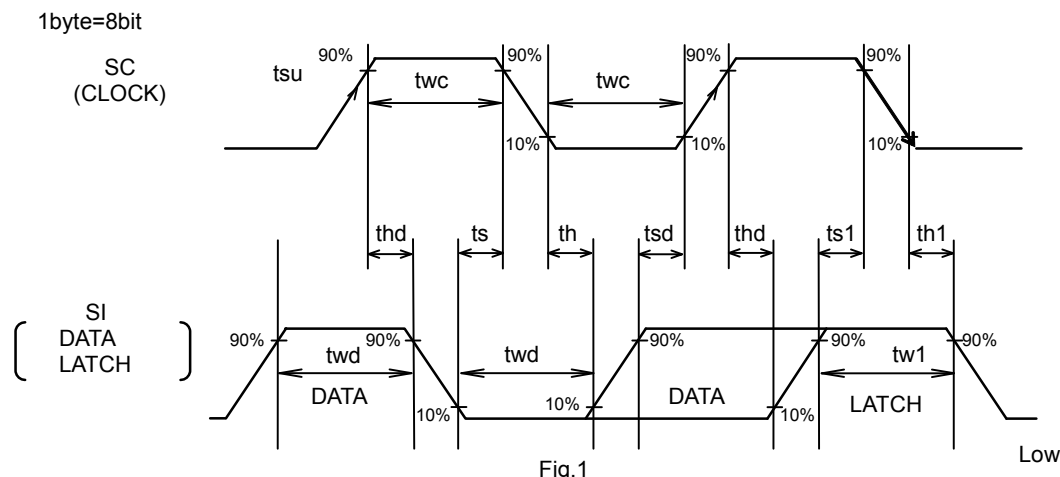 1byte=8bit
SC
(CLOCK)
tsu
90% twc 90% twc 90% 90%
10% 10% 10%
thd ts th tsd thd ts1 th1
SI
DATA
LATCH
90% twd 90% twd 90% 90% tw1 90%
DATA DATA LATCH
10% 10% 10%
Low
Fig.1